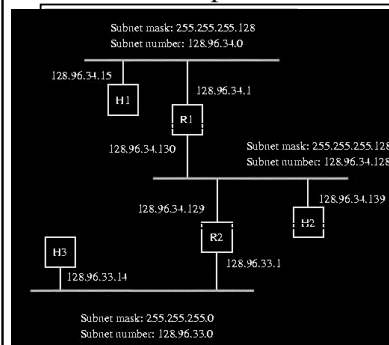 Subnet mask: 255.255.255.128
Subnet number: 128.96.34.0
128.96.34.15
128.96.34.1
H1
R1
128.96.34.130
Subnet mask: 255.255.255.128
Subnet number: 128.96.34.128
128.96.34.129
128.96.34.139
H2
R2
H3
128.96.33.14
128.96.33.1
Subnet mask: 255.255.255.0
Subnet number: 128.96.33.0